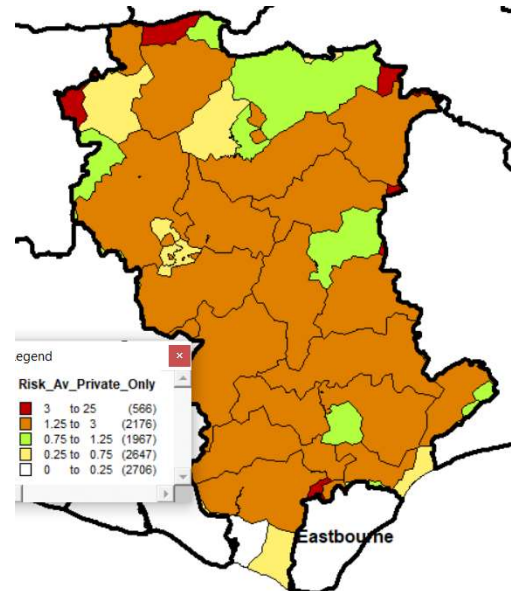 egend
Risk_Av_Private_Only
3 to 25 (566)
1.25 to 3 (2176)
0.75 to 1.25 (1967)
0.25 to 0.75 (2647)
0 to 0.25 (2706)
Eastbourne